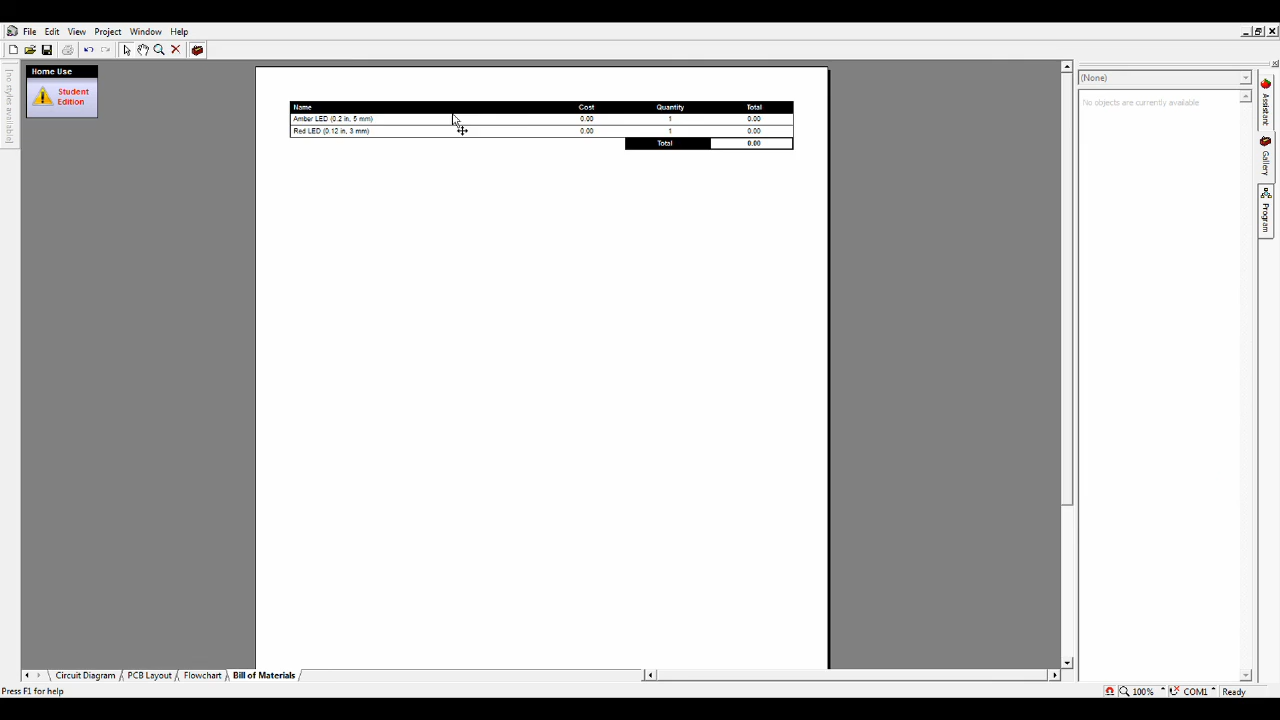 File Edit View Project Window Help
Home Use
Student
Edition
[no styles available]
(None)
No objects are currently available
Assistant
Gallery
Program
Name Cost Quantity Total
Amber LED (0.2 in, 5 mm) 0.00 1 0.00
Red LED (0.12 in, 3 mm) 0.00 1 0.00
Total 0.00
Circuit Diagram PCB Layout Flowchart Bill of Materials
Press F1 for help 100% COM1 Ready